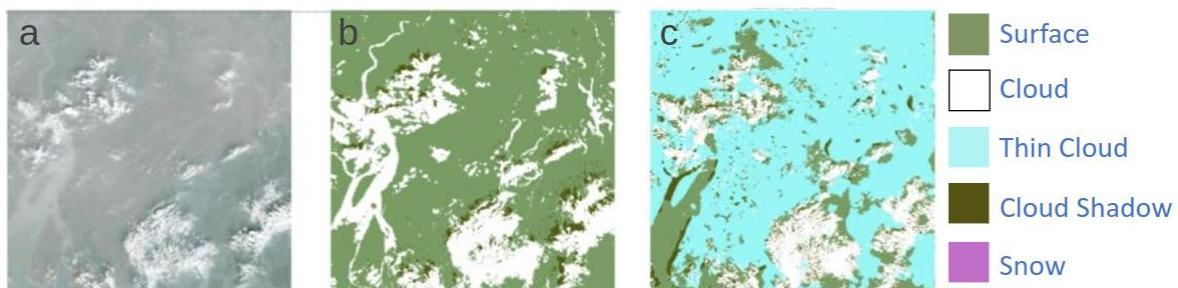 a
b
c
Surface
Cloud
Thin Cloud
Cloud Shadow
Snow